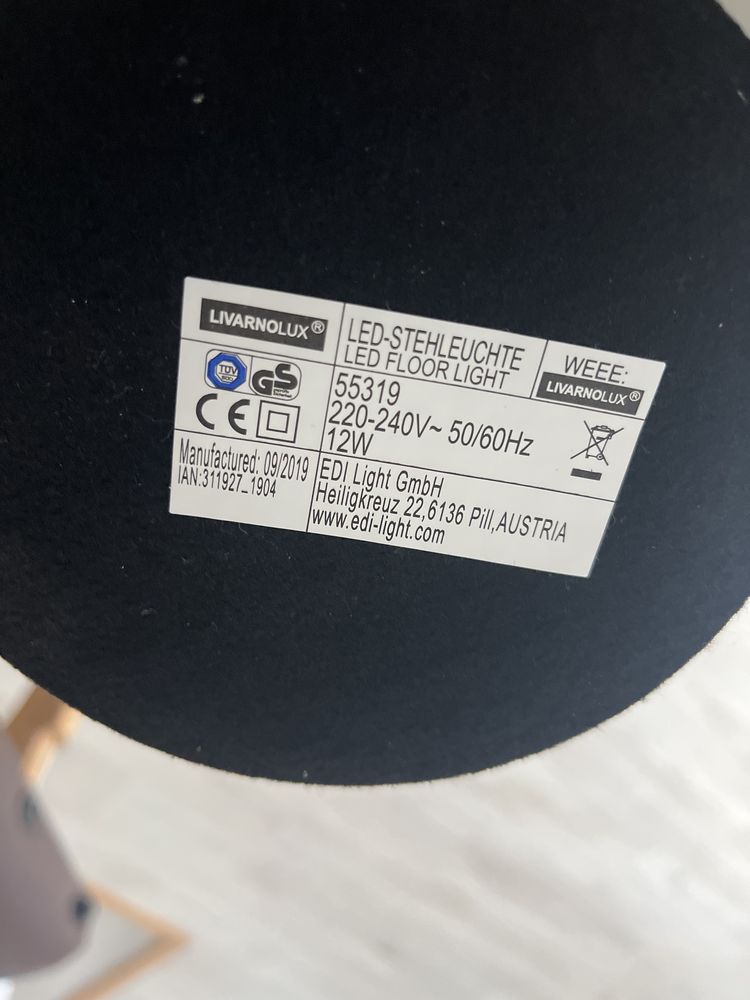 LIVARNOLUX®
LED-STEHLEUCHTE
LED FLOOR LIGHT
WEEE:
LIVARNOLUX®
TÜV
GS
CE
55319
220-240V~ 50/60Hz
12W
Manufactured: 09/2019
IAN:311927_1904
EDI Light GmbH
Heiligkreuz 22,6136 Pill,AUSTRIA
www.edi-light.com